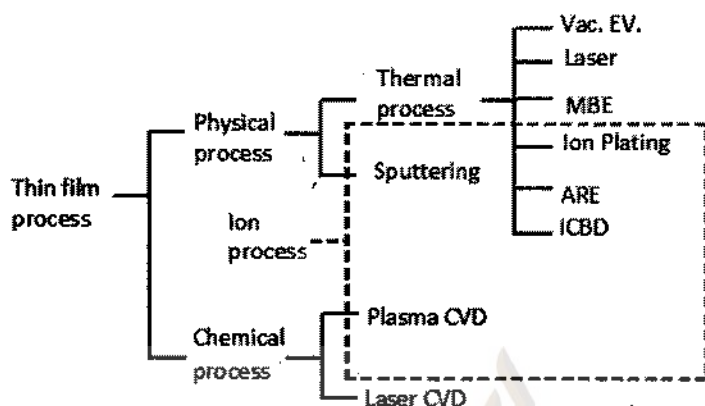 Vac. EV.
Laser
Thermal
process
MBE
Physical
process
Ion Plating
Sputtering
Thin film
process
ARE
Ion
process
ICBD
Plasma CVD
Chemical
process
Laser CVD